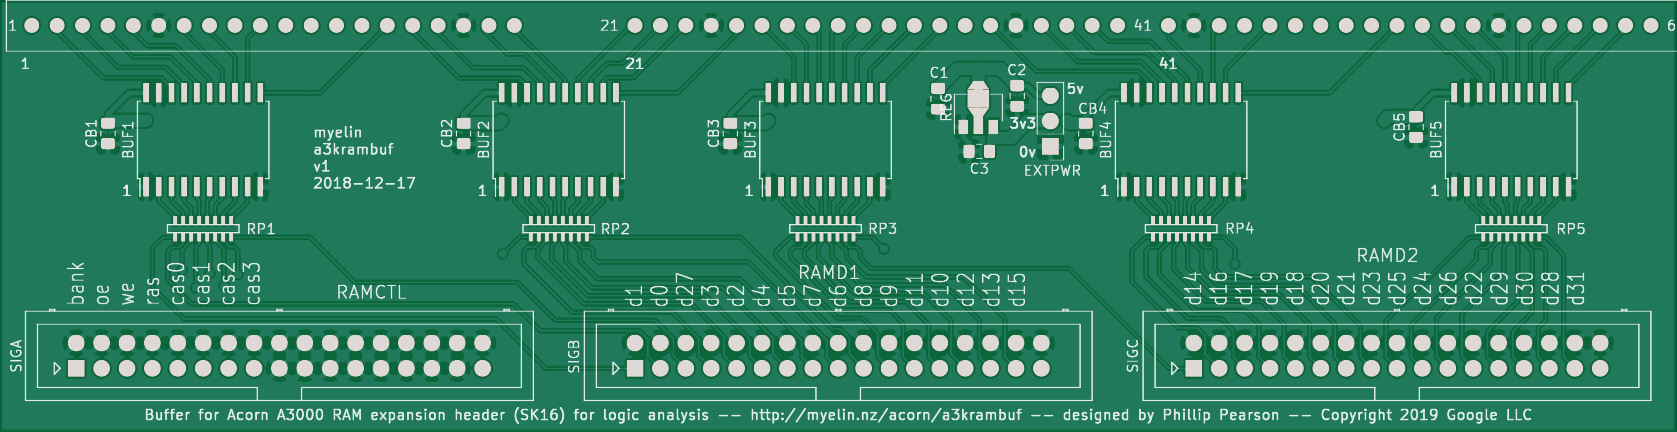 1 21 41 6
1 21 41
C1 C2
REG
5v
3v3
0v
EXTPWR
C3
CB1 BUF1
CB2 BUF2
CB3 BUF3
CB4 BUF4
CB5 BUF5
myelin
a3krambuf
v1
2018-12-17
1 1 1 1 1
RP1 RP2 RP3 RP4 RP5
RAMCTL
bank oe we ras cas0 cas1 cas2 cas3
RAMD1
d1 d0 d27 d3 d2 d4 d5 d7 d6 d8 d9 d11 d10 d12 d13 d15
RAMD2
d14 d16 d17 d19 d18 d20 d21 d23 d25 d24 d26 d22 d29 d30 d28 d31
SIGA SIGB SIGC
Buffer for Acorn A3000 RAM expansion header (SK16) for logic analysis -- http://myelin.nz/acorn/a3krambuf -- designed by Phillip Pearson -- Copyright 2019 Google LLC